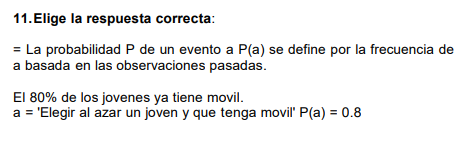 11.Elige la respuesta correcta:
= La probabilidad P de un evento a P(a) se define por la frecuencia de
a basada en las observaciones pasadas.
El 80% de los jovenes ya tiene movil.
a = 'Elegir al azar un joven y que tenga movil' P(a) = 0.8